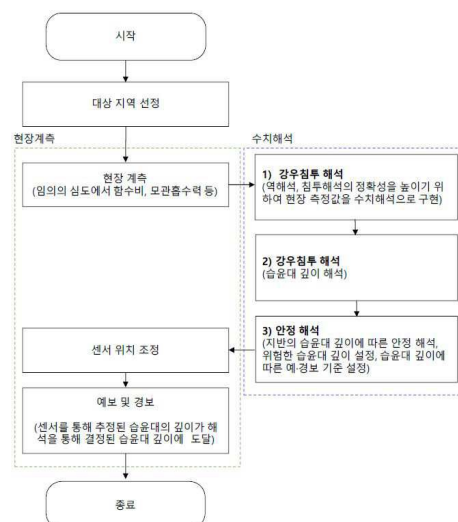 시작
대상 지역 선정
현장계측
수치해석
현장 계측
(임의의 심도에서 함수비, 모관흡수력 등)
1) 강우침투 해석
(역해석, 침투해석의 정확성을 높이기 위
하여 현장 측정값을 수치해석으로 구현)
2) 강우침투 해석
(습윤대 깊이 해석)
3) 안정 해석
(지반의 습윤대 깊이에 따른 안정 해석,
위험한 습윤대 깊이 설정, 습윤대 깊이에
따른 예·경보 기준 설정)
센서 위치 조정
예보 및 경보
(센서를 통해 추정된 습윤대의 깊이가 해
석을 통해 결정된 습윤대 깊이에 도달)
종료